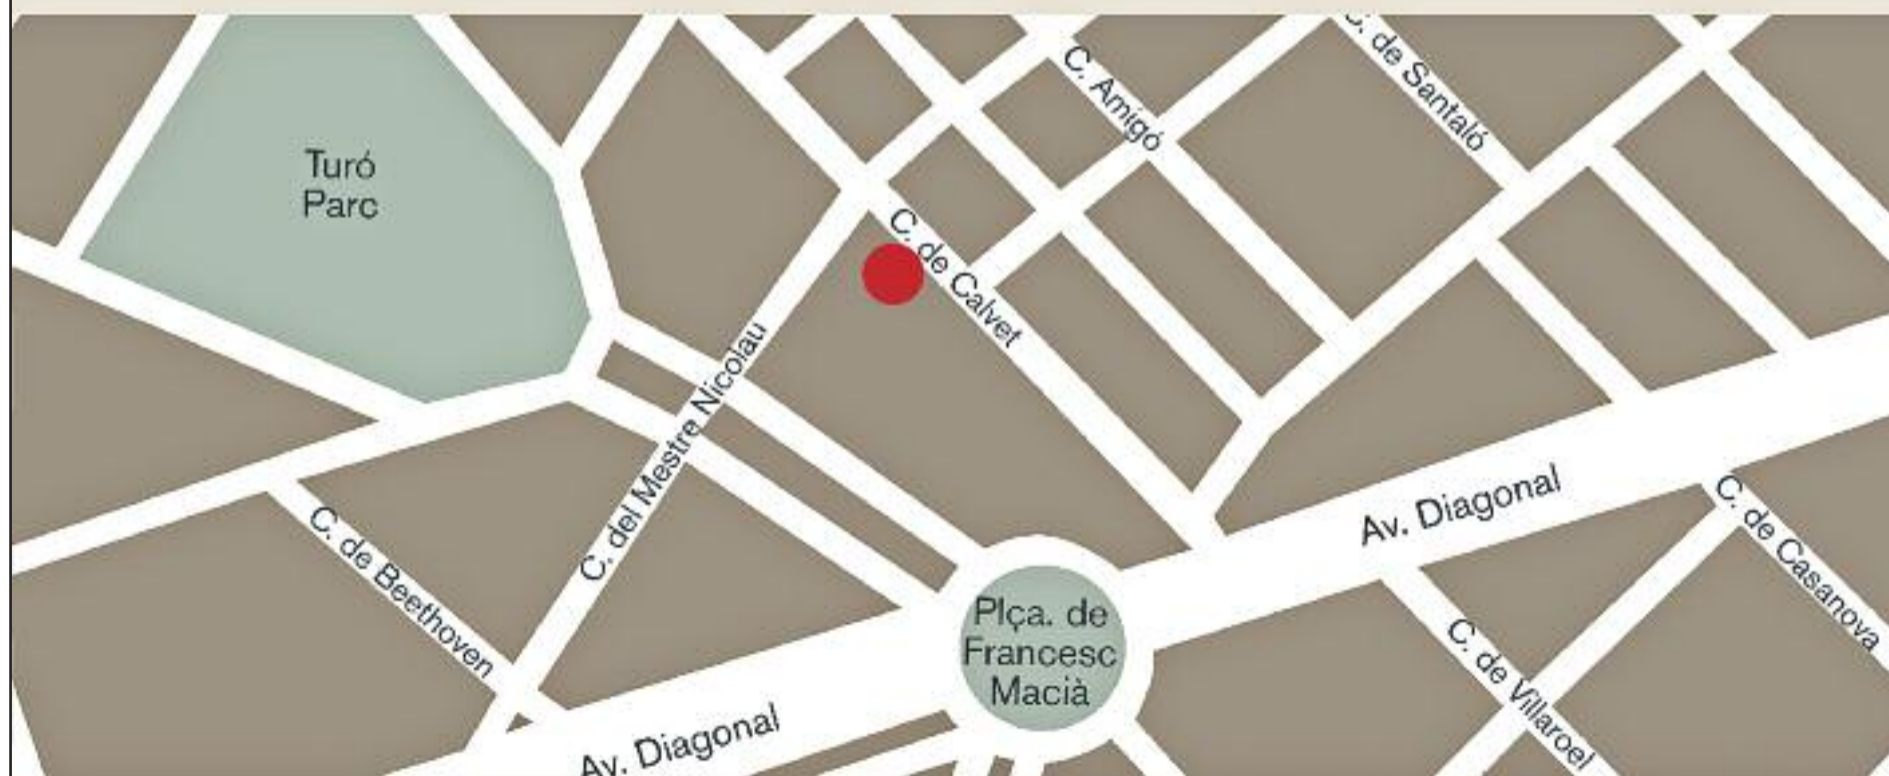 C. de Santaló
C. Amigó
Turó
Parc
C. de Calvet
C. del Mestre Nicolau
C. de Beethoven
Av. Diagonal
C. de Casanova
Plça. de
Francesc
Macià
C. de Villaroel
Av. Diagonal